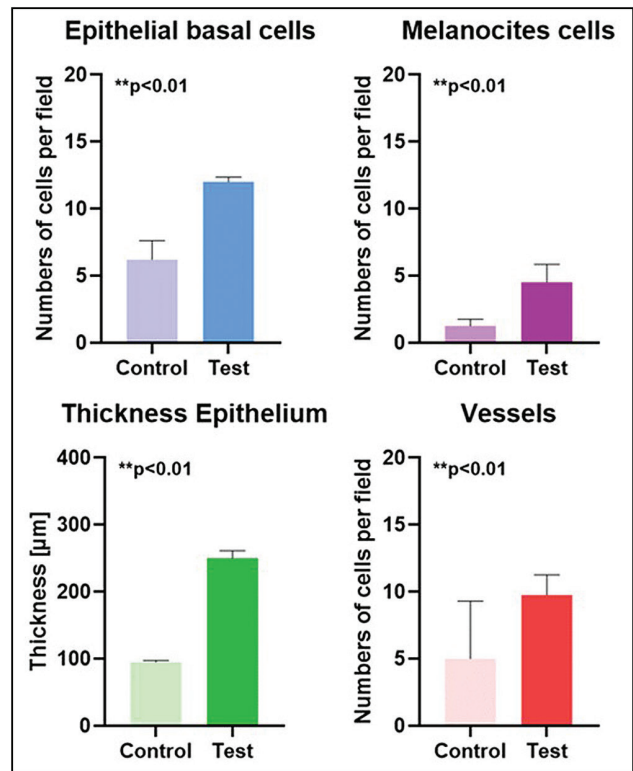 Epithelial basal cells
Numbers of cells per field
20
15
10
5
0
**p<0.01
Control Test
Melanocytes cells
Numbers of cells per field
20
15
10
5
0
**p<0.01
Control Test
Thickness Epithelium
Thickness [µm]
400
300
200
100
0
**p<0.01
Control Test
Vessels
Numbers of cells per field
20
15
10
5
0
**p<0.01
Control Test